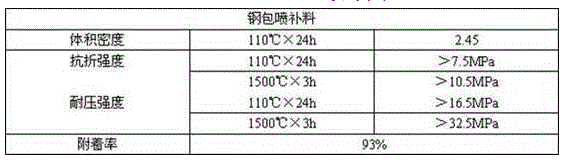 钢包喷补料
体积密度 110℃×24h 2.45
抗折强度 110℃×24h ＞7.5MPa
1500℃×3h ＞10.5MPa
耐压强度 110℃×24h ＞16.5MPa
1500℃×3h ＞32.5MPa
附着率 93%